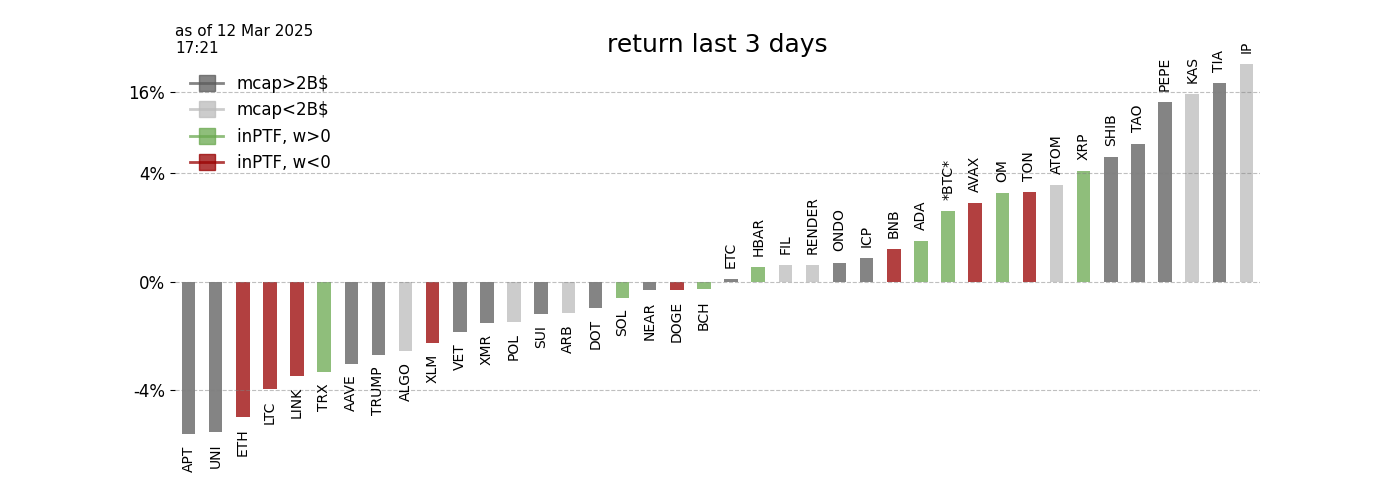 as of 12 Mar 2025
17:21
return last 3 days
mcap>2B$
mcap<2B$
inPTF, w>0
inPTF, w<0
16%
4%
0%
-4%
APT
UNI
ETH
LTC
LINK
TRX
AAVE
TRUMP
ALGO
XLM
VET
XMR
POL
SUI
ARB
DOT
SOL
NEAR
DOGE
BCH
ETC
HBAR
FIL
RENDER
ONDO
ICP
BNB
ADA
*BTC*
AVAX
OM
TON
ATOM
XRP
SHIB
TAO
PEPE
KAS
TIA
IP